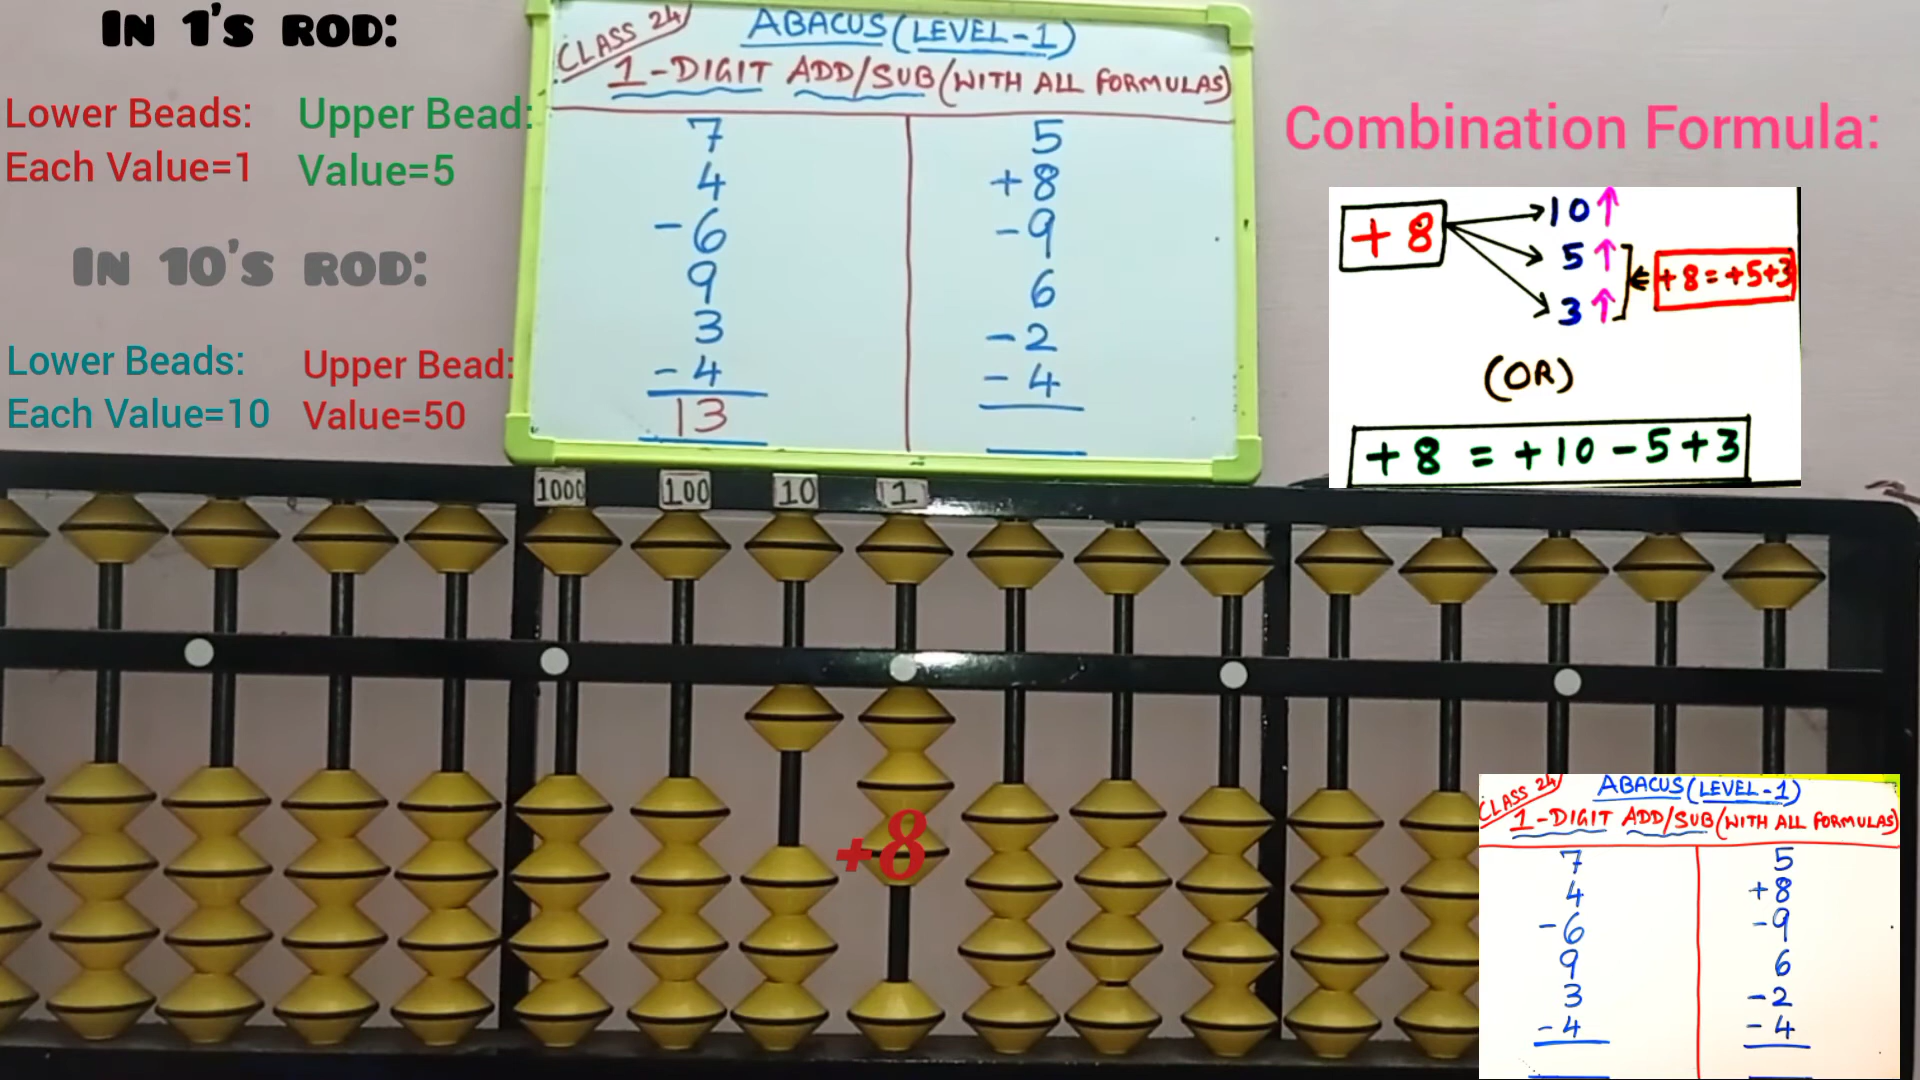 IN 1'S ROD:
Lower Beads:
Each Value=1
Upper Bead:
Value=5
IN 10'S ROD:
Lower Beads:
Each Value=10
Upper Bead:
Value=50
CLASS 24
ABACUS (LEVEL-1)
1-DIGIT ADD/SUB (WITH ALL FORMULAS)
7
4
-6
9
3
-4
13
5
+8
-9
6
-2
-4
Combination Formula:
+8
10↑
5↑
3↑
+8=+5+3
(OR)
+8 = +10-5+3
1000
100
10
1
+8
CLASS 24
ABACUS (LEVEL-1)
1-DIGIT ADD/SUB (WITH ALL FORMULAS)
7
4
-6
9
3
-4
5
+8
-9
6
-2
-4